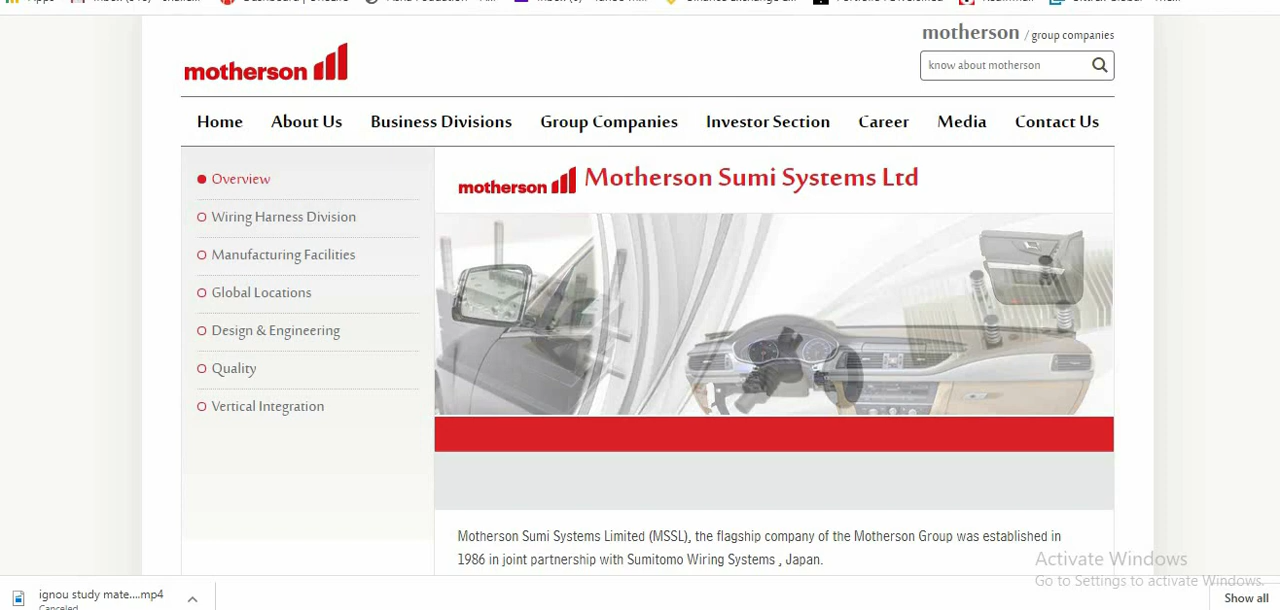 motherson / group companies
motherson
know about motherson
Home About Us Business Divisions Group Companies Investor Section Career Media Contact Us
Overview
Wiring Harness Division
Manufacturing Facilities
Global Locations
Design & Engineering
Quality
Vertical Integration
motherson Motherson Sumi Systems Ltd
Motherson Sumi Systems Limited (MSSL), the flagship company of the Motherson Group was established in
1986 in joint partnership with Sumitomo Wiring Systems , Japan.
Activate Windows
Go to Settings to activate Windows.
ignou study mate....mp4
Canceled
Show all